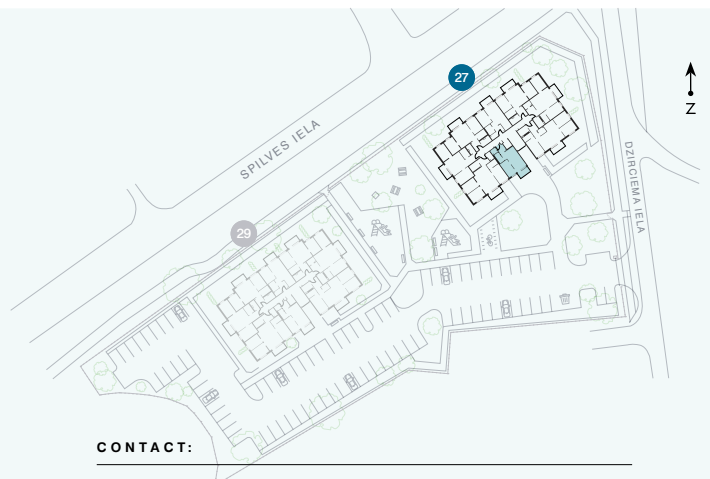 27
Z
SPILVES IELA
DZIRCIEMA IELA
29
CONTACT: